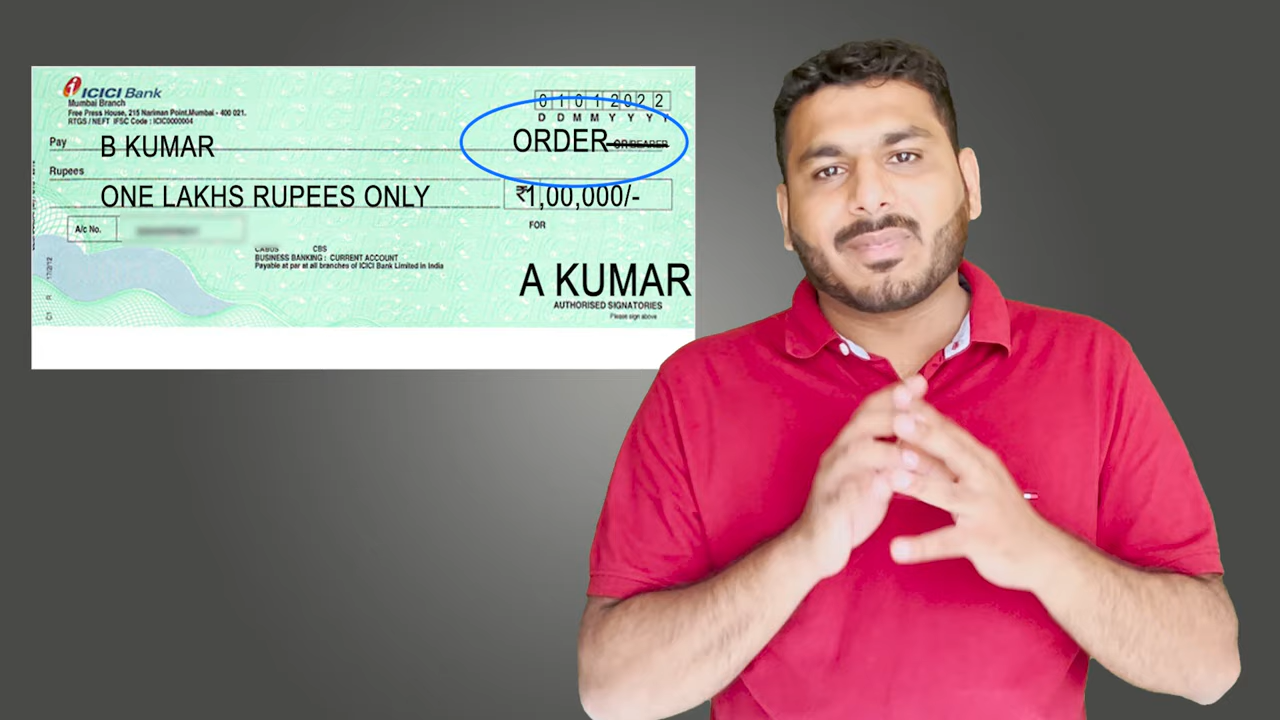 ICICI Bank
Mumbai Branch
Free Press House, 215 Nariman Point,Mumbai - 400 021.
RTGS / NEFT IFSC Code : ICIC0000004
0 1 0 1 2 0 2 2
D D M M Y Y Y Y
Pay B KUMAR ORDER OR BEARER
Rupees
ONE LAKHS RUPEES ONLY ₹1,00,000/-
A/c No.
FOR
CBS
BUSINESS BANKING : CURRENT ACCOUNT
Payable at par at all branches of ICICI Bank Limited in India
A KUMAR
AUTHORISED SIGNATORIES
Please sign above